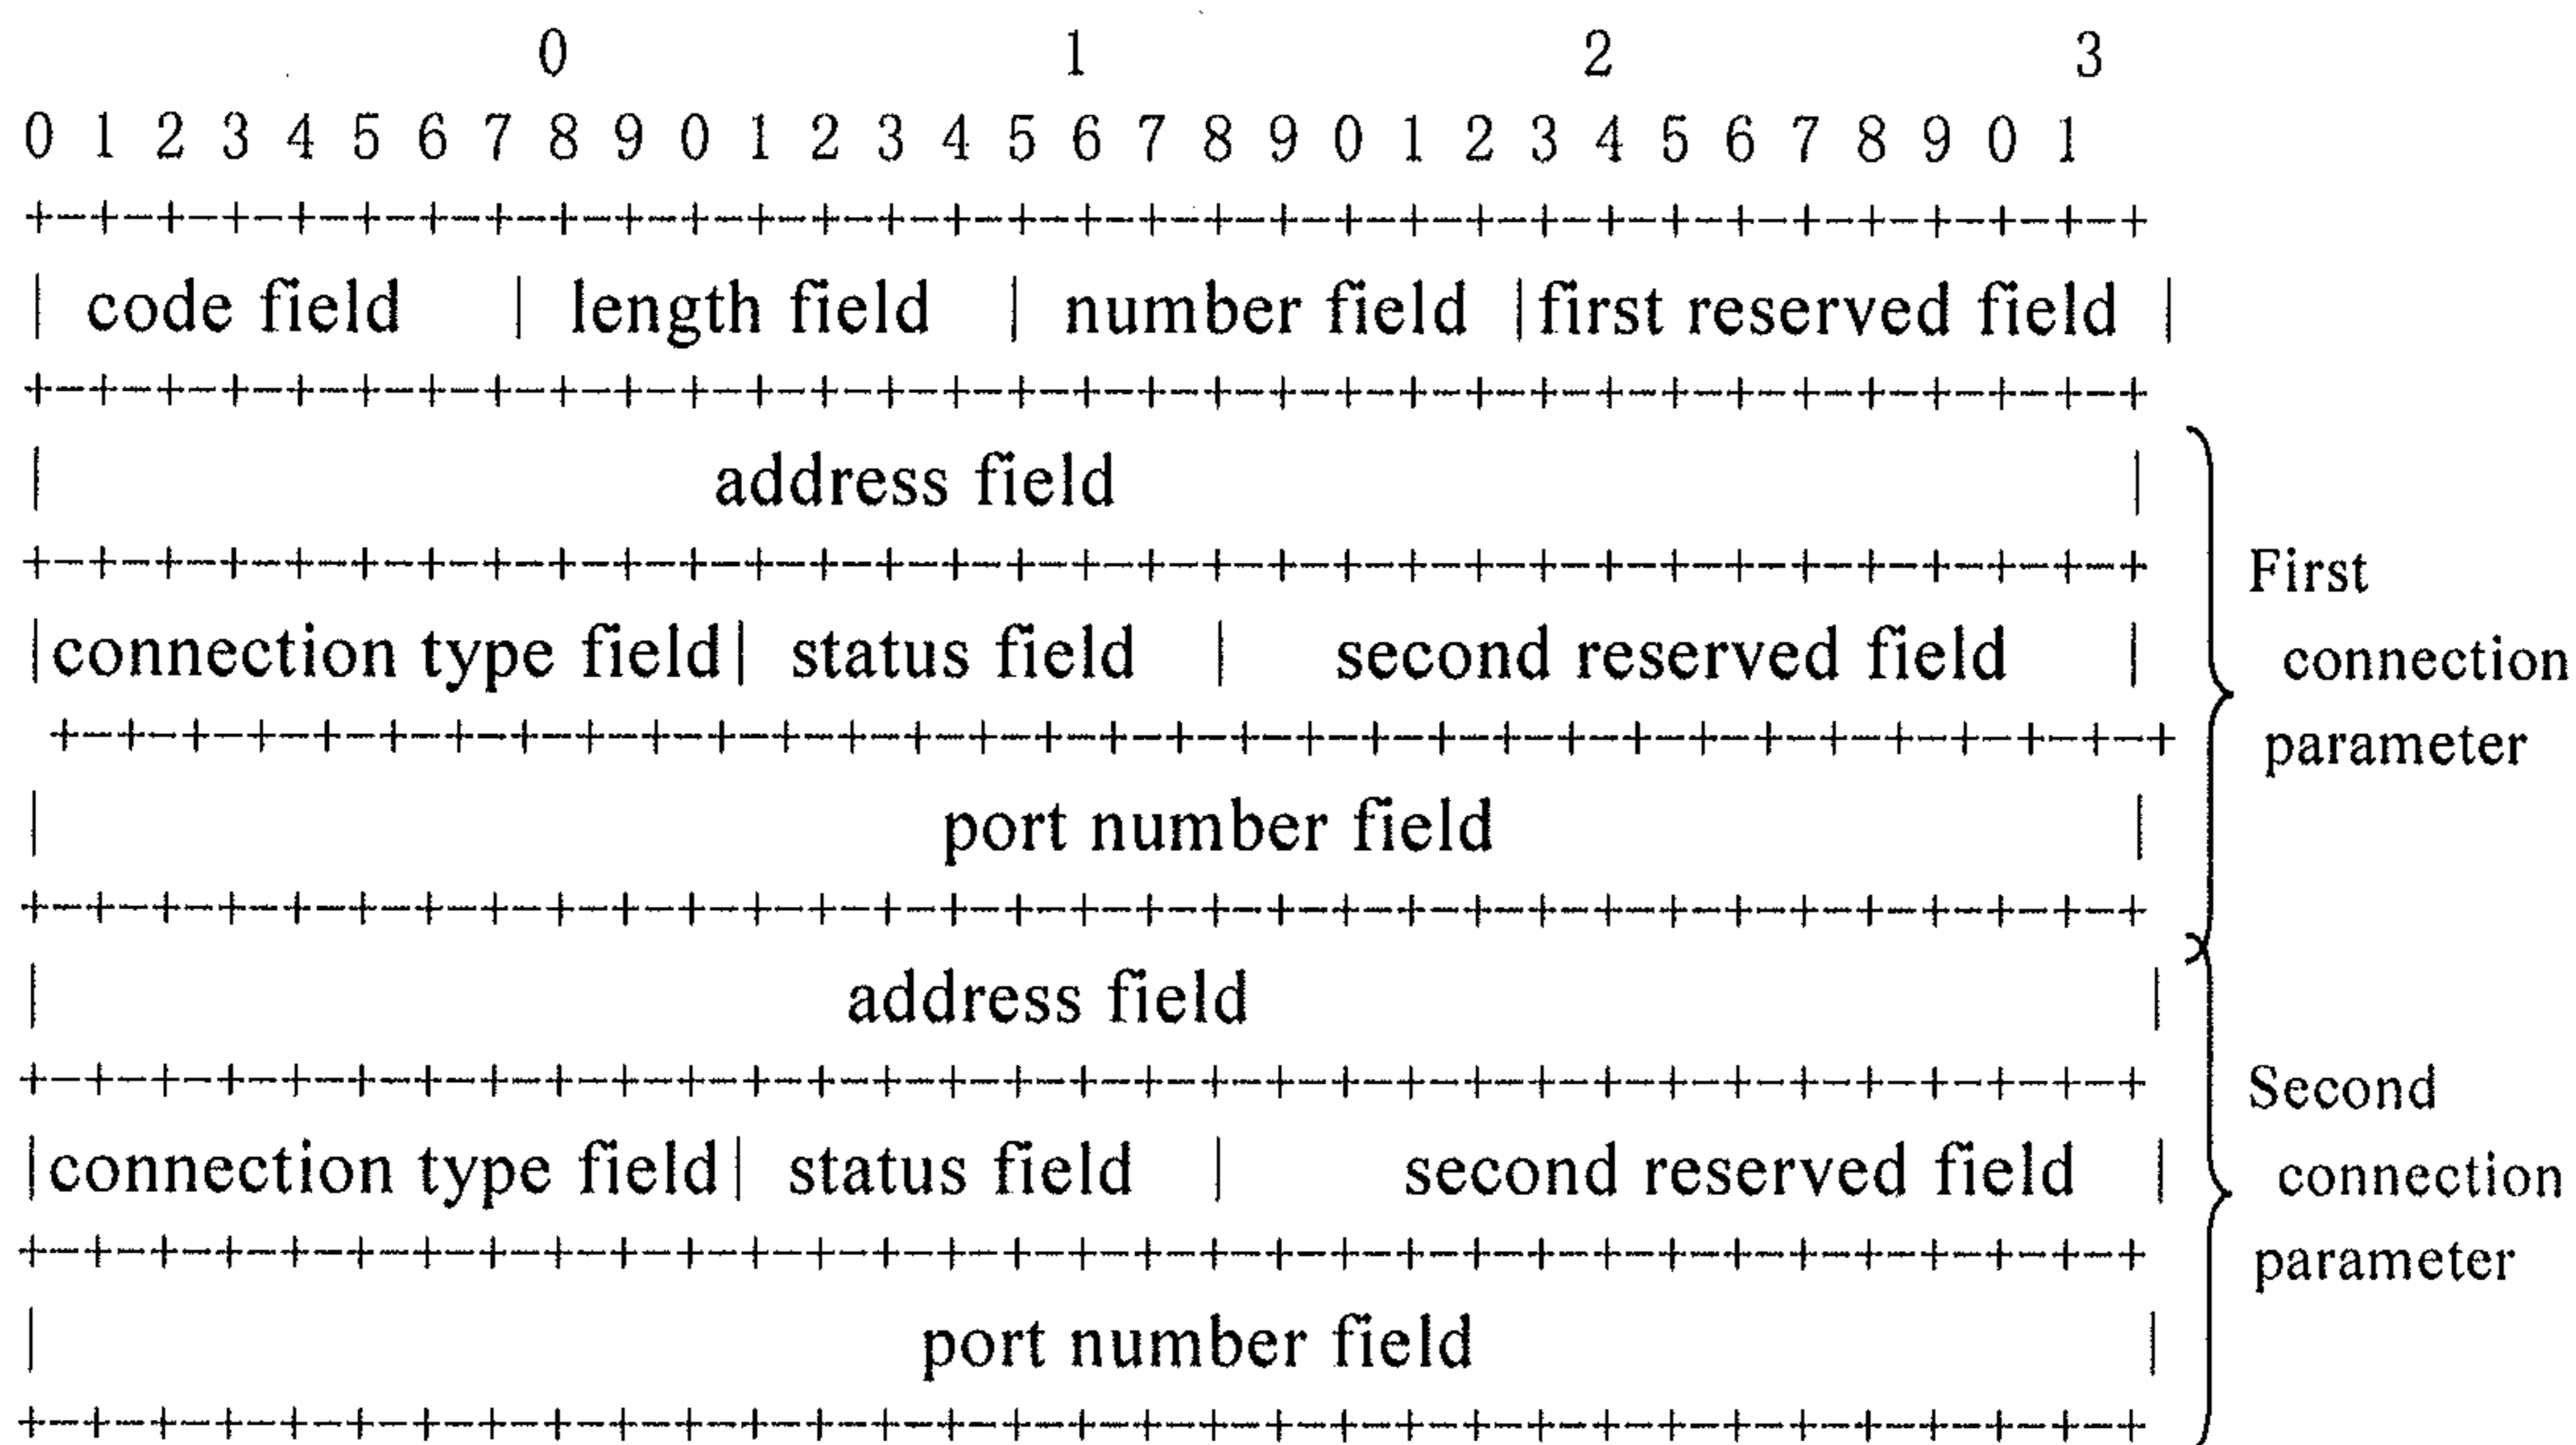 0 1 2 3
0 1 2 3 4 5 6 7 8 9 0 1 2 3 4 5 6 7 8 9 0 1 2 3 4 5 6 7 8 9 0 1
+--+--+--+--+--+--+--+--+--+--+--+--+--+--+--+--+--+--+--+--+--+--+--+--+--+--+--+--+--+--+--+--+
| code field | length field | number field |first reserved field |
+--+--+--+--+--+--+--+--+--+--+--+--+--+--+--+--+--+--+--+--+--+--+--+--+--+--+--+--+--+--+--+--+
| address field |
+--+--+--+--+--+--+--+--+--+--+--+--+--+--+--+--+--+--+--+--+--+--+--+--+--+--+--+--+--+--+--+--+
|connection type field| status field | second reserved field |
+--+--+--+--+--+--+--+--+--+--+--+--+--+--+--+--+--+--+--+--+--+--+--+--+--+--+--+--+--+--+--+--+
| port number field |
+--+--+--+--+--+--+--+--+--+--+--+--+--+--+--+--+--+--+--+--+--+--+--+--+--+--+--+--+--+--+--+--+
First
connection
parameter
| address field |
+--+--+--+--+--+--+--+--+--+--+--+--+--+--+--+--+--+--+--+--+--+--+--+--+--+--+--+--+--+--+--+--+
|connection type field| status field | second reserved field |
+--+--+--+--+--+--+--+--+--+--+--+--+--+--+--+--+--+--+--+--+--+--+--+--+--+--+--+--+--+--+--+--+
| port number field |
+--+--+--+--+--+--+--+--+--+--+--+--+--+--+--+--+--+--+--+--+--+--+--+--+--+--+--+--+--+--+--+--+
Second
connection
parameter